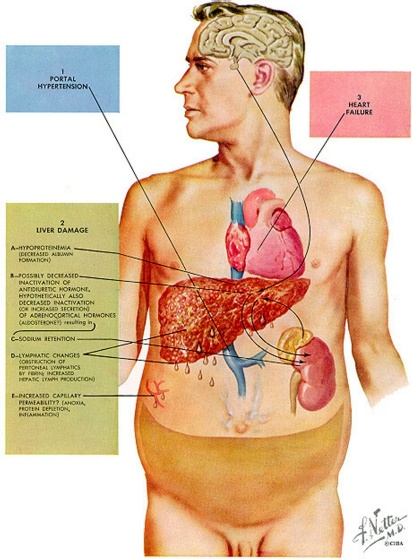 1
PORTAL
HYPERTENSION
3
HEART
FAILURE
2
LIVER DAMAGE
A—HYPOPROTEINEMIA
(DECREASED ALBUMIN
FORMATION)
B—POSSIBLY DECREASED
INACTIVATION OF
ANTIDIURETIC HORMONE,
HYPOTHETICALLY ALSO
DECREASED INACTIVATION
(OR INCREASED SECRETION)
OF ADRENOCORTICAL HORMONES
(ALDOSTERONE?) resulting in
C—SODIUM RETENTION
D—LYMPHATIC CHANGES
(OBSTRUCTION OF
PERITONEAL LYMPHATICS
BY FIBRIN; INCREASED
HEPATIC LYMPH PRODUCTION)
E—INCREASED CAPILLARY
PERMEABILITY? (ANOXIA,
PROTEIN DEPLETION,
INFLAMMATION)
F. Netter
M.D.
© CIBA